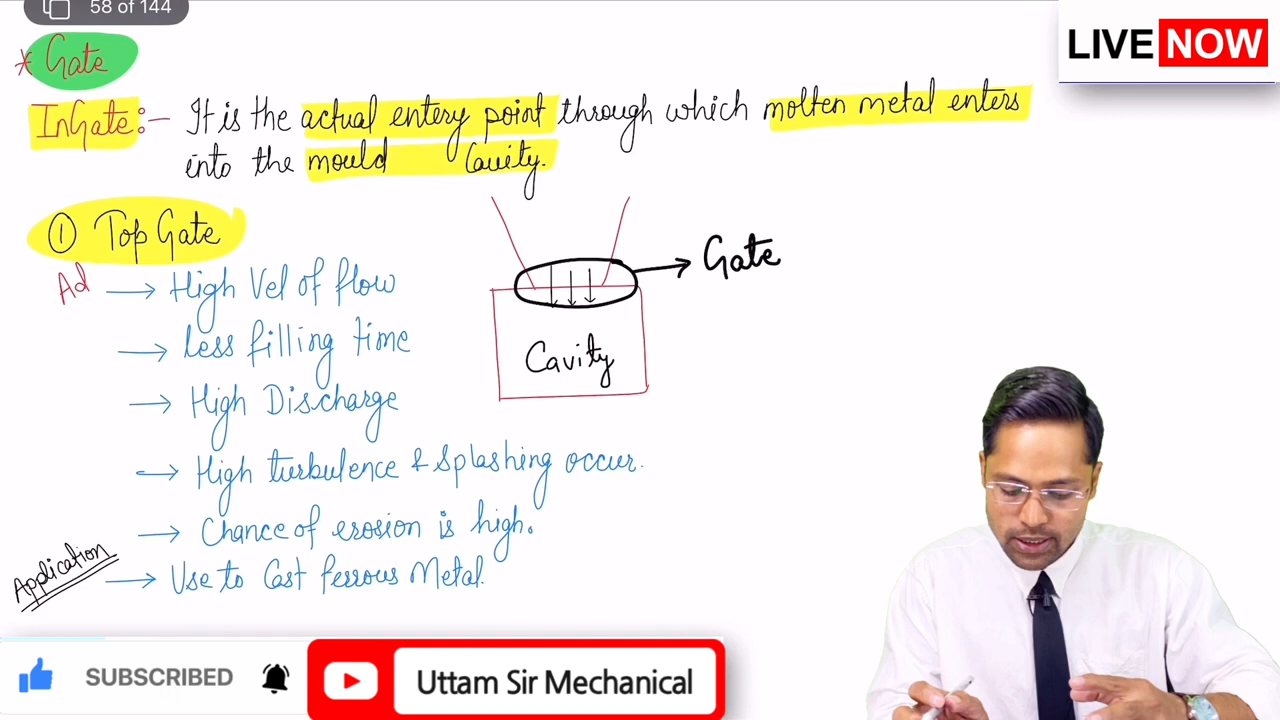 58 of 144
LIVE NOW
* Gate
InGate:- It is the actual entery point through which molten metal enters
into the mould Cavity.
① Top Gate
Gate
Ad → High Vel of flow
→ less filling time
Cavity
→ High Discharge
→ High turbulence & Splashing occur.
→ Chance of erosion is high.
Application → Use to Cast ferrous Metal.
SUBSCRIBED
Uttam Sir Mechanical